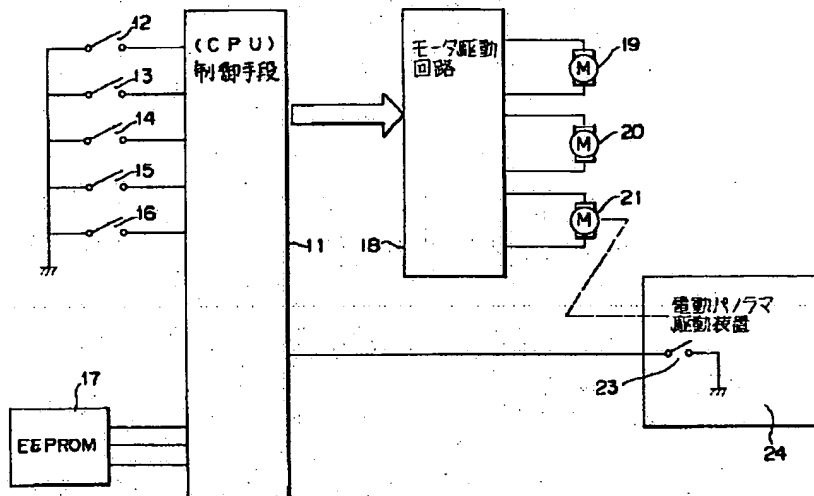 12
13
14
15
16
(CPU)
制御手段
11
17
EEPROM
モータ駆動
回路
18
M
19
M
20
M
21
電動パノラマ
駆動装置
23
24